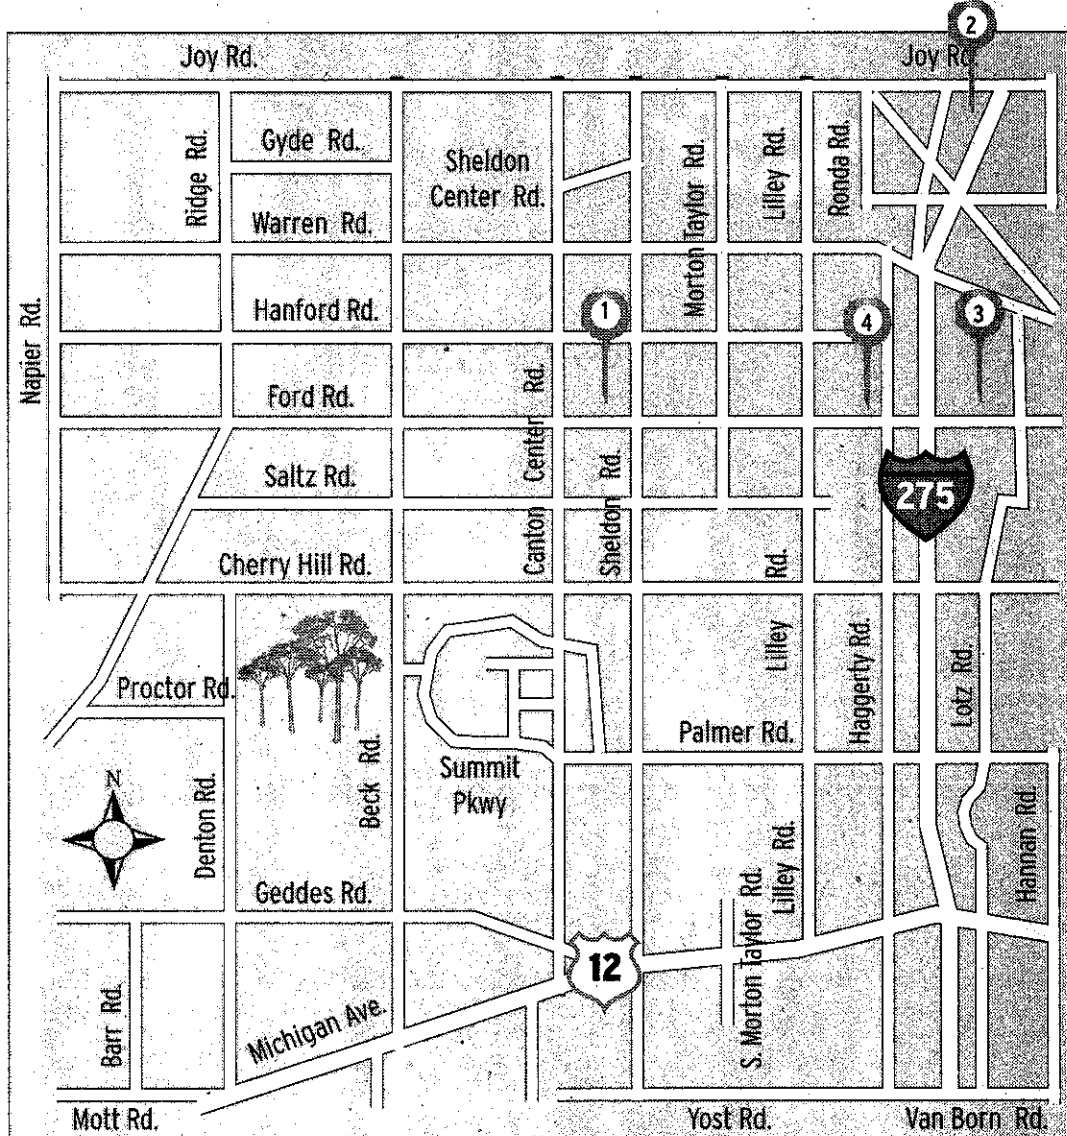 2
Joy Rd.
Joy Rd.
Ridge Rd.
Gyde Rd.
Sheldon
Center Rd.
Morton Taylor Rd.
Lilley Rd.
Ronda Rd.
Warren Rd.
Napier Rd.
Hanford Rd.
1
4
3
Ford Rd.
Canton Center Rd.
Sheldon Rd.
Saltz Rd.
275
Cherry Hill Rd.
Lilley Rd.
Haggerty Rd.
Lotz Rd.
Proctor Rd.
Palmer Rd.
Beck Rd.
Summit
Pkwy
N
Denton Rd.
Hannan Rd.
Geddes Rd.
Lilley Rd.
S. Morton Taylor Rd.
12
Barr Rd.
Michigan Ave.
Mott Rd.
Yost Rd.
Van Born Rd.